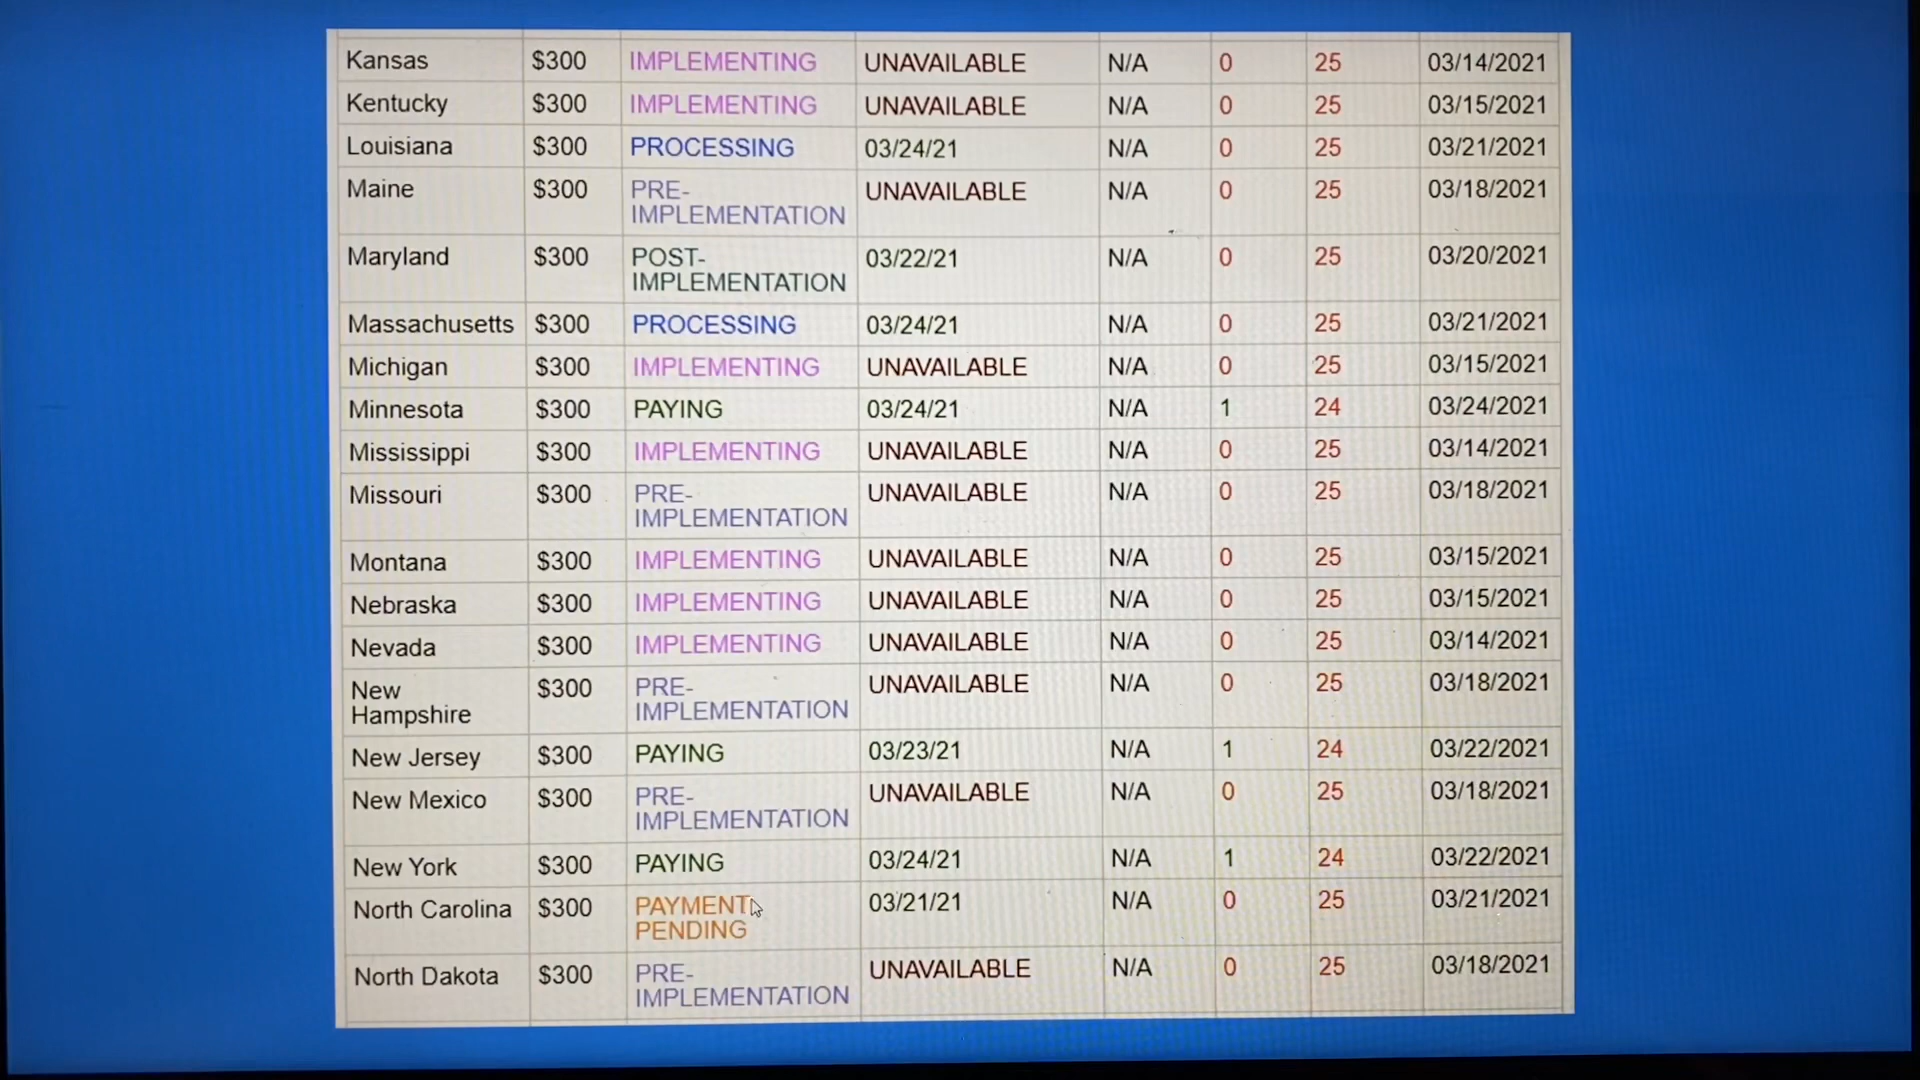 Kansas $300 IMPLEMENTING UNAVAILABLE N/A 0 25 03/14/2021
Kentucky $300 IMPLEMENTING UNAVAILABLE N/A 0 25 03/15/2021
Louisiana $300 PROCESSING 03/24/21 N/A 0 25 03/21/2021
Maine $300 PRE- UNAVAILABLE N/A 0 25 03/18/2021
IMPLEMENTATION
Maryland $300 POST- 03/22/21 N/A 0 25 03/20/2021
IMPLEMENTATION
Massachusetts $300 PROCESSING 03/24/21 N/A 0 25 03/21/2021
Michigan $300 IMPLEMENTING UNAVAILABLE N/A 0 25 03/15/2021
Minnesota $300 PAYING 03/24/21 N/A 1 24 03/24/2021
Mississippi $300 IMPLEMENTING UNAVAILABLE N/A 0 25 03/14/2021
Missouri $300 PRE- UNAVAILABLE N/A 0 25 03/18/2021
IMPLEMENTATION
Montana $300 IMPLEMENTING UNAVAILABLE N/A 0 25 03/15/2021
Nebraska $300 IMPLEMENTING UNAVAILABLE N/A 0 25 03/15/2021
Nevada $300 IMPLEMENTING UNAVAILABLE N/A 0 25 03/14/2021
New $300 PRE- UNAVAILABLE N/A 0 25 03/18/2021
Hampshire IMPLEMENTATION
New Jersey $300 PAYING 03/23/21 N/A 1 24 03/22/2021
New Mexico $300 PRE- UNAVAILABLE N/A 0 25 03/18/2021
IMPLEMENTATION
New York $300 PAYING 03/24/21 N/A 1 24 03/22/2021
North Carolina $300 PAYMENT 03/21/21 N/A 0 25 03/21/2021
PENDING
North Dakota $300 PRE- UNAVAILABLE N/A 0 25 03/18/2021
IMPLEMENTATION